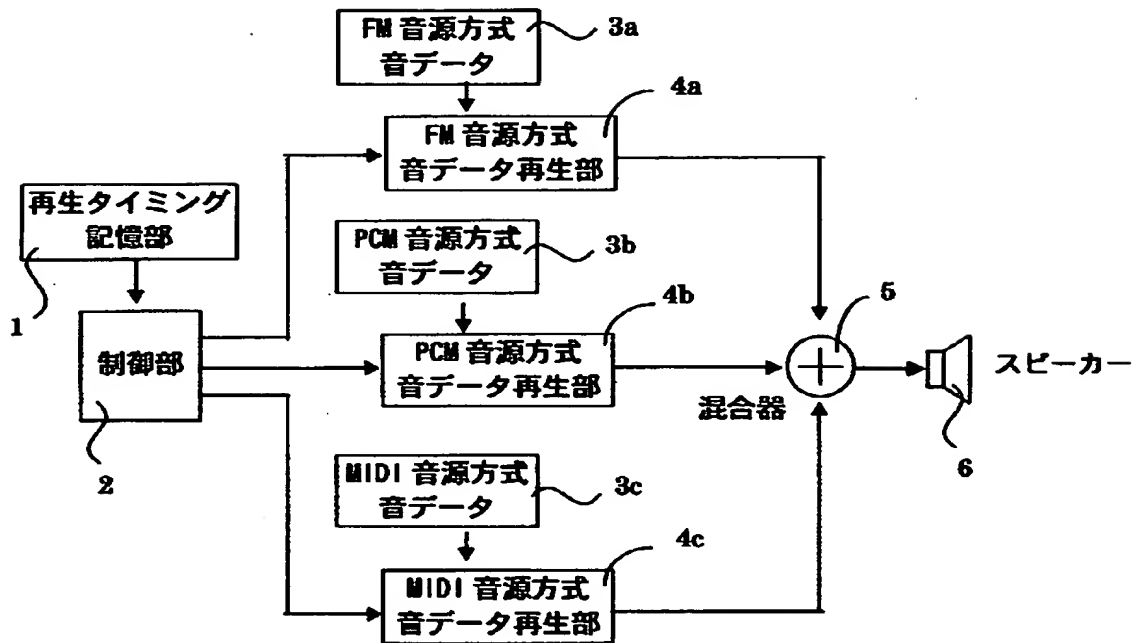 FM 音源方式
音データ
3a
4a
FM 音源方式
音データ再生部
再生タイミング
記憶部
PCM 音源方式
音データ
3b
1
4b
5
制御部
PCM 音源方式
音データ再生部
スピーカー
混合器
2
6
MIDI 音源方式
音データ
3c
4c
MIDI 音源方式
音データ再生部